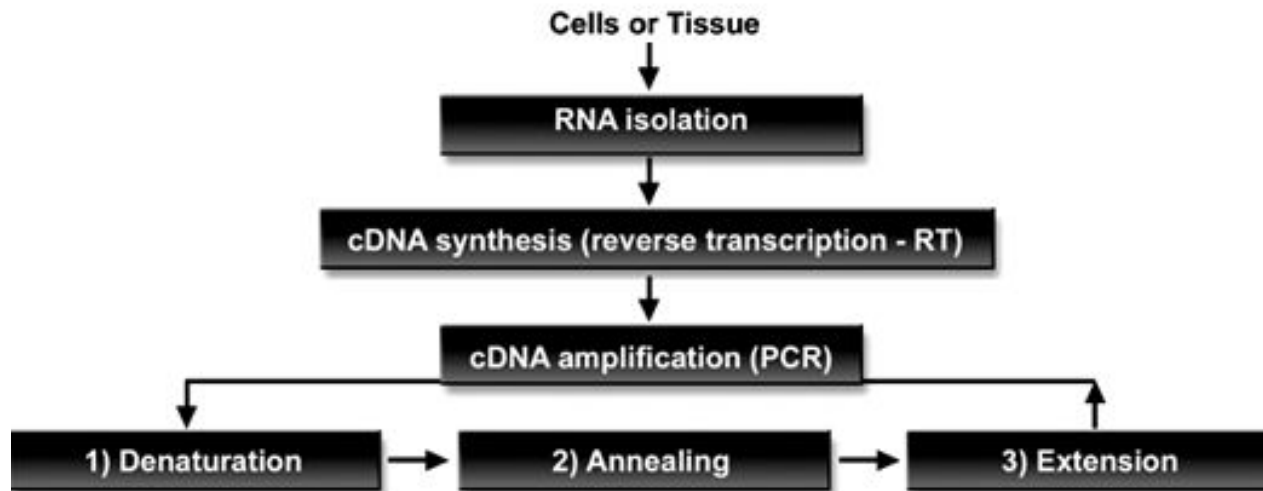 Cells or Tissue
RNA isolation
cDNA synthesis (reverse transcription - RT)
cDNA amplification (PCR)
1) Denaturation
2) Annealing
3) Extension